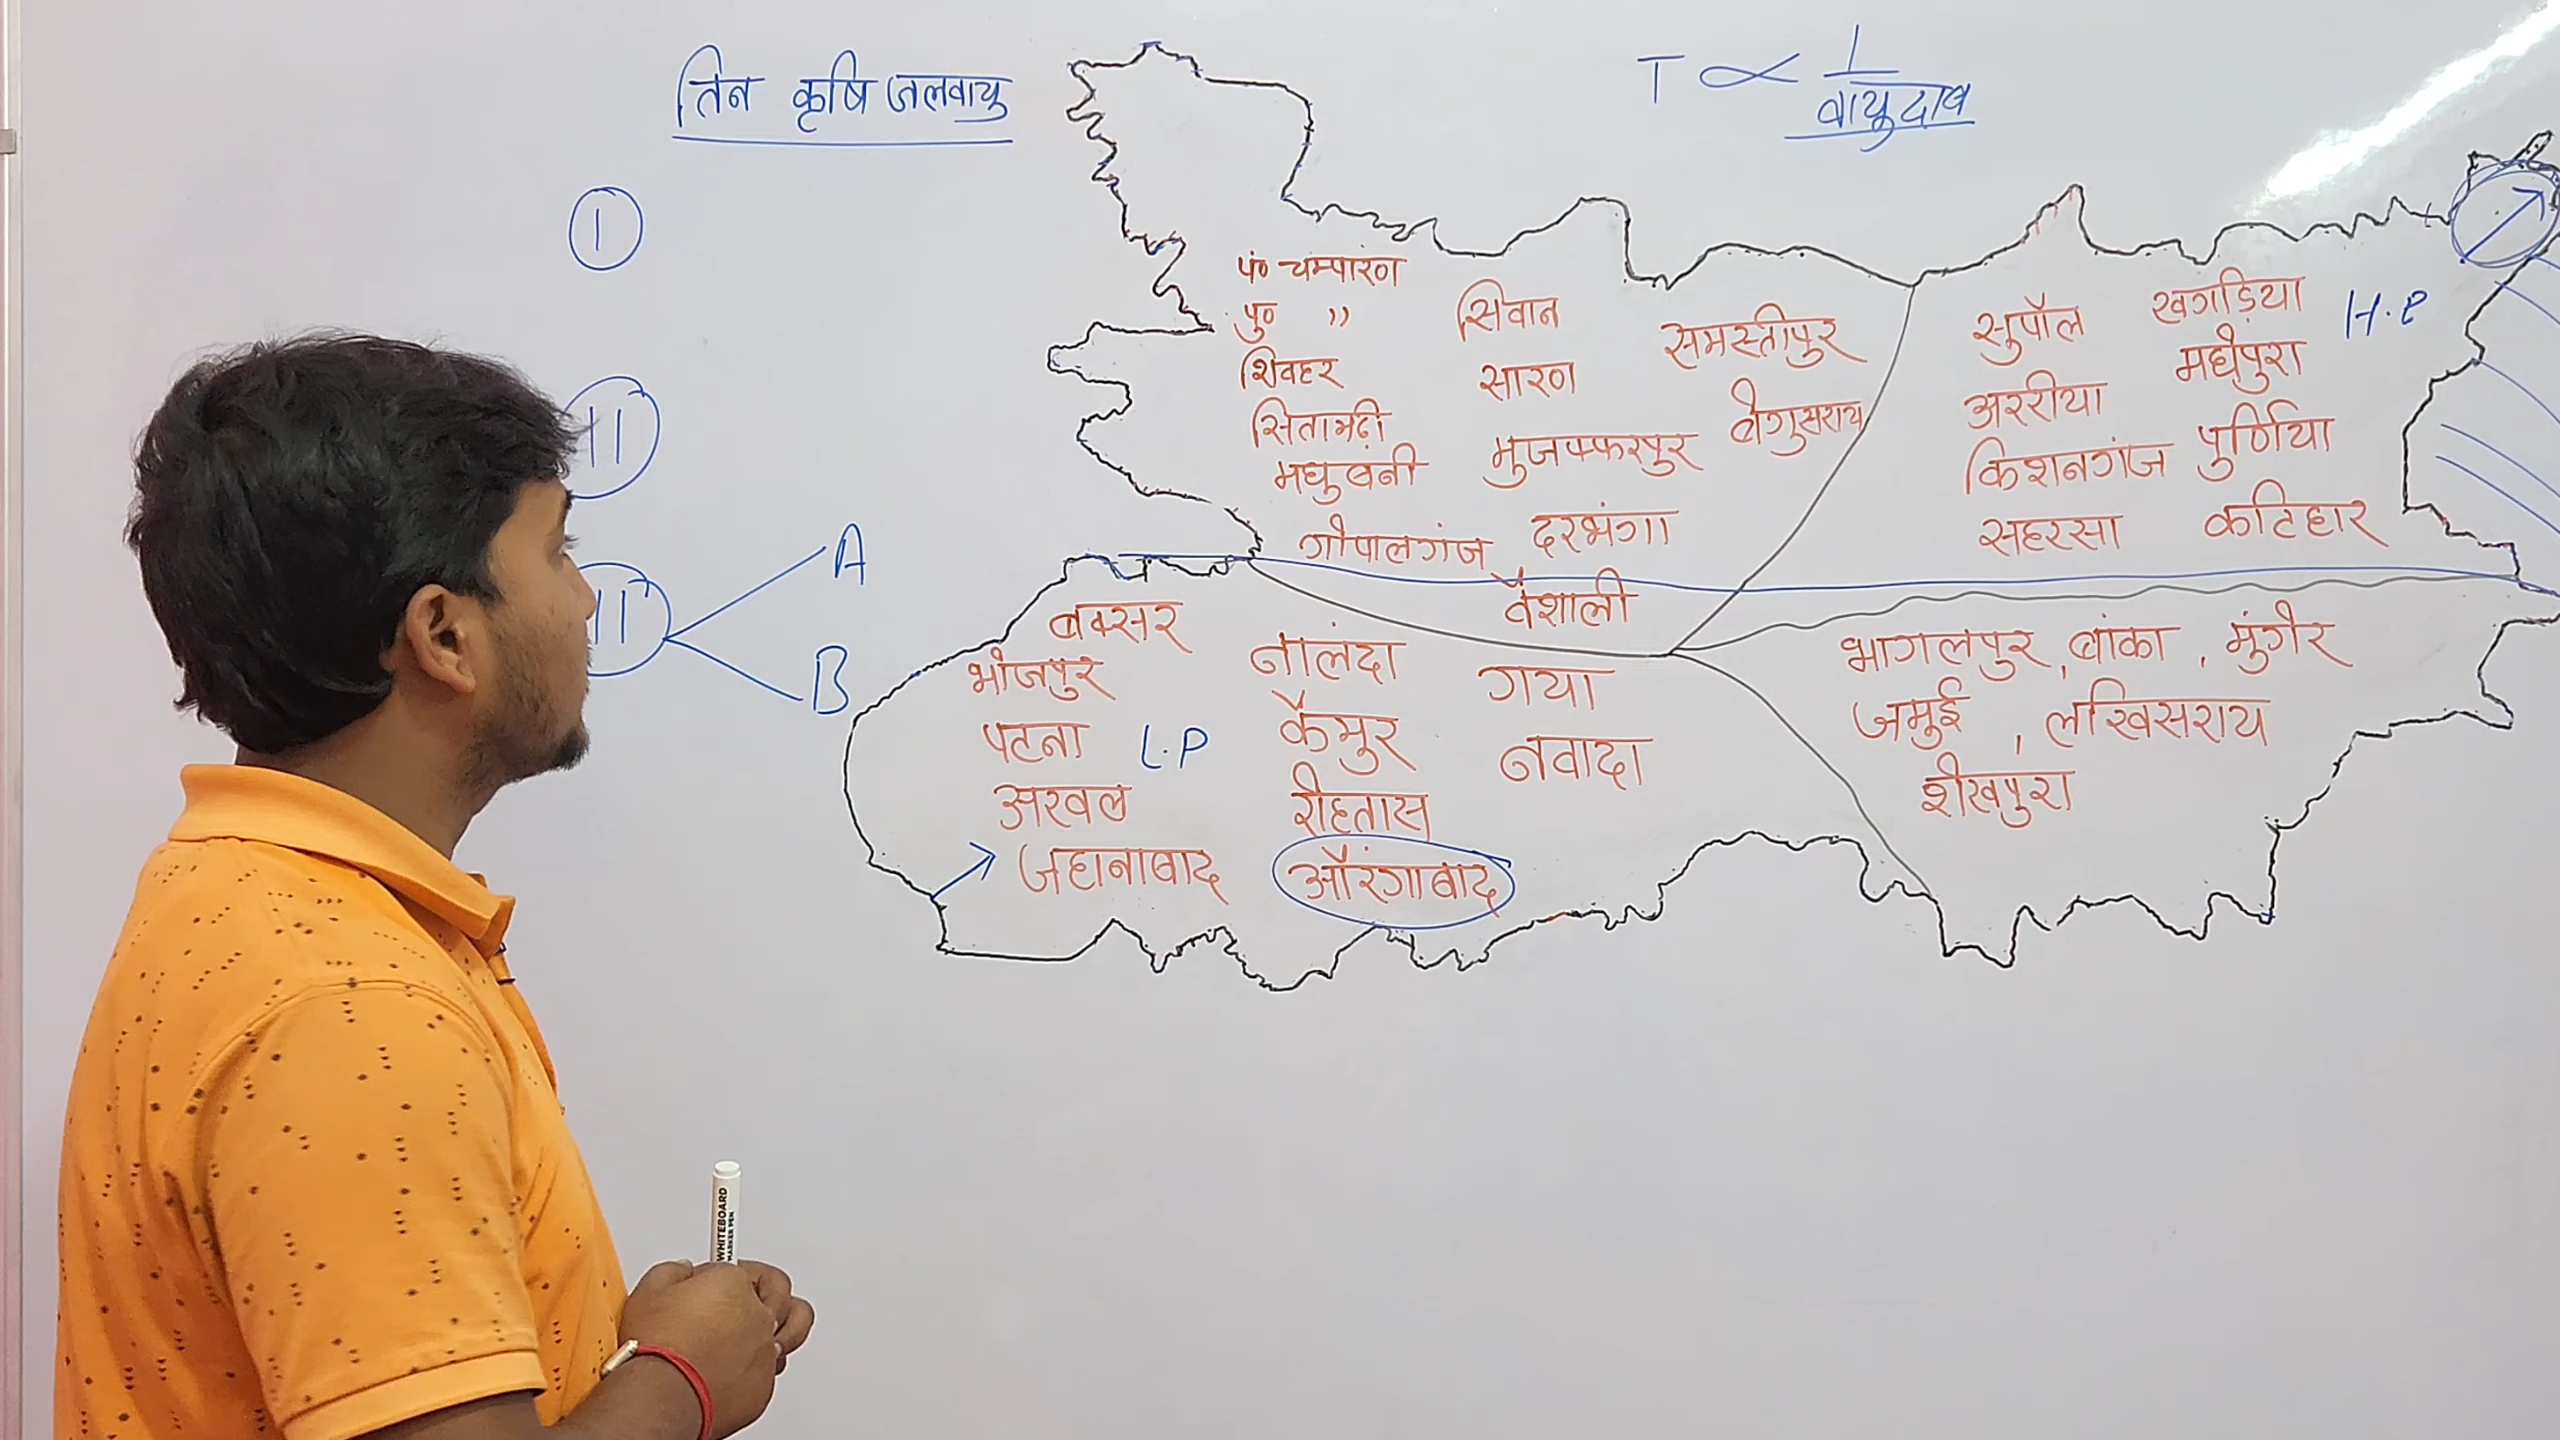 तिन कृषि जलवायु
T ∝ 1
वायुदाब
I
II
III
A
B
प० चम्पारण
पु० "
शिवहर
सितामढ़ी
मधुबनी
गोपालगंज
सिवान
सारण
मुजफ्फरपुर
दरभंगा
वैशाली
समस्तीपुर
बेगुसराय
सुपौल
अररीया
किशनगंज
सहरसा
खगड़िया
मधेपुरा
पुर्णिया
कटिहार
H.P
बक्सर
भोजपुर
पटना
अरवल
जहानाबाद
L.P
नालंदा
कैमुर
रोहतास
औरंगाबाद
गया
नवादा
भागलपुर, बांका, मुंगेर
जमुई, लखिसराय
शेखपुरा
WHITEBOARD
MARKER PEN